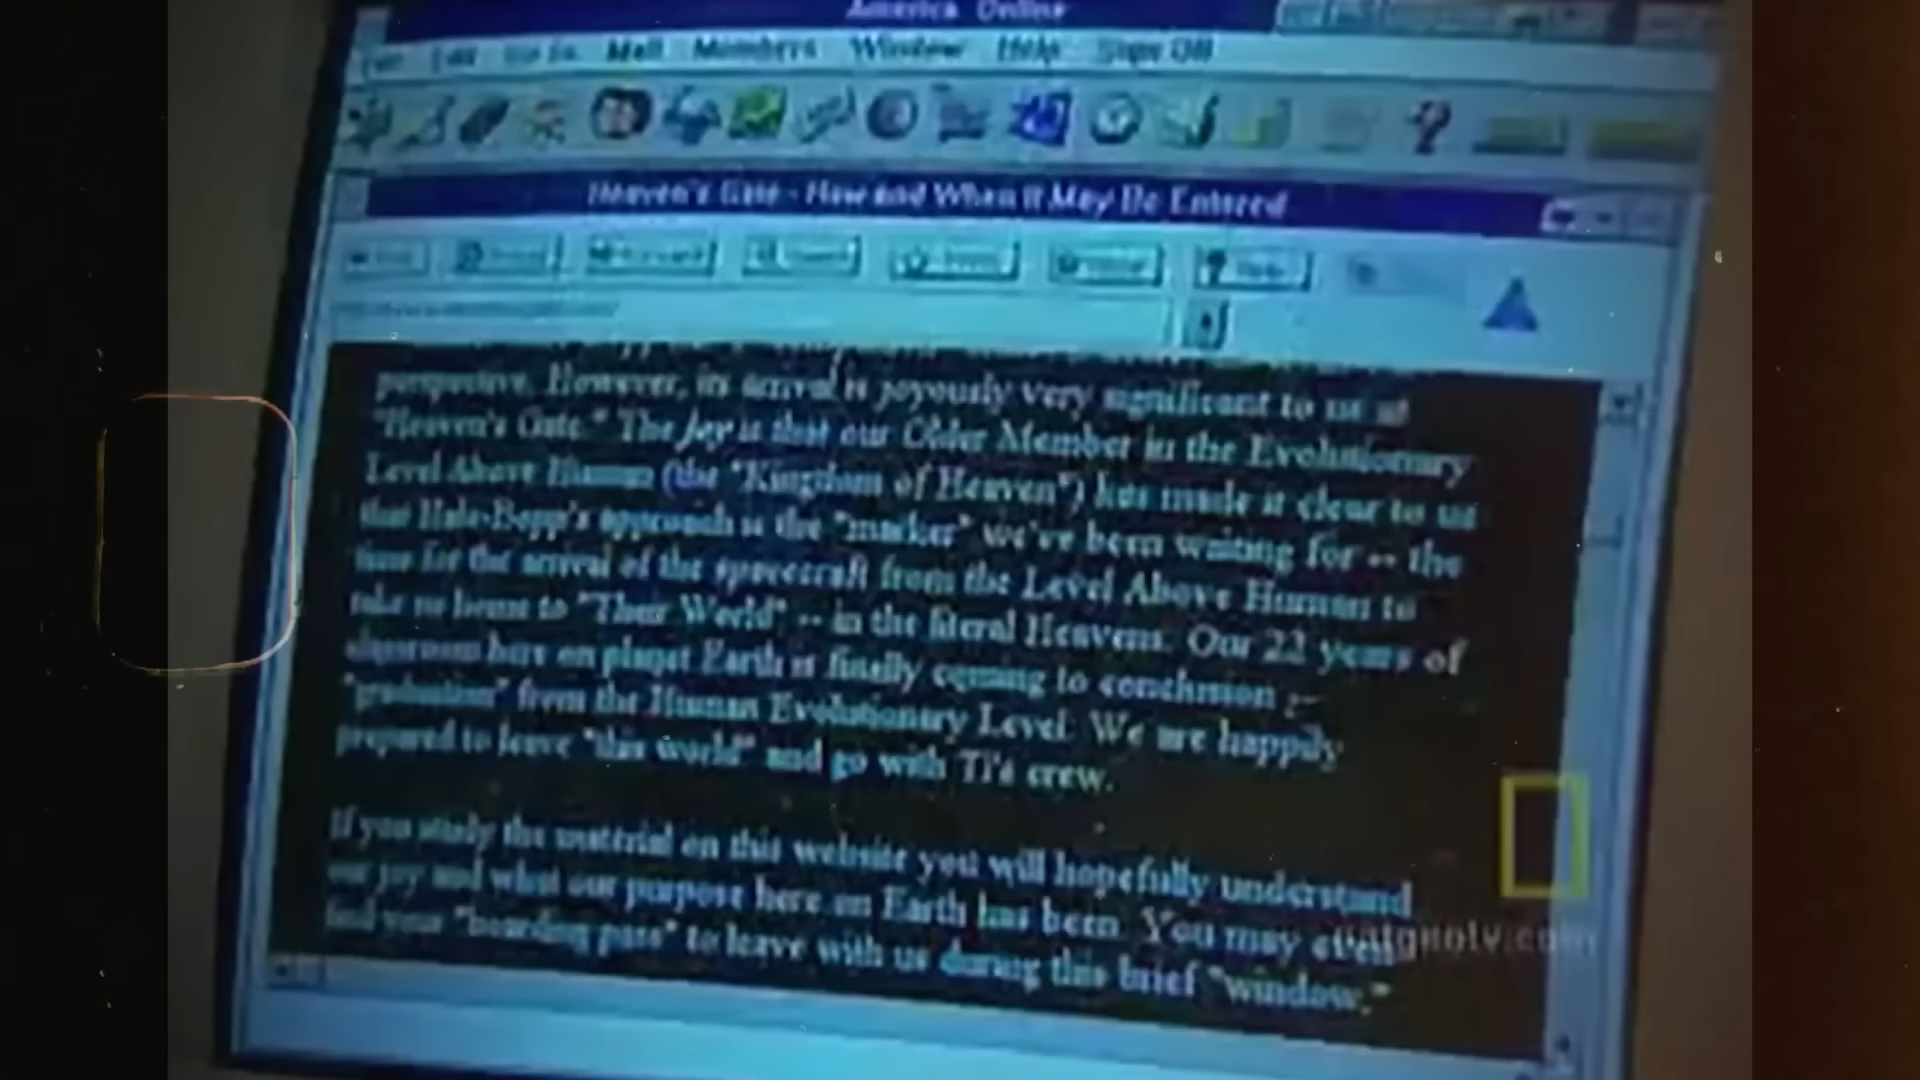 America Online
Edit Go To Mail Members Window Help Sign Off
Heaven's Gate - How and When It May Be Entered
perspective. However, its arrival is joyously very significant to us at
"Heaven's Gate." The joy is that our Older Member in the Evolutionary
Level Above Human (the "Kingdom of Heaven") has made it clear to us
that Hale-Bopp's approach is the "marker" we've been waiting for -- the
time for the arrival of the spacecraft from the Level Above Human to
take us home to "Their World" -- in the literal Heavens. Our 22 years of
classroom here on planet Earth is finally coming to conclusion --
"graduation" from the Human Evolutionary Level. We are happily
prepared to leave "this world" and go with Ti's crew.
If you study the material on this website you will hopefully understand
our joy and what our purpose here on Earth has been. You may even
find your "boarding pass" to leave with us during this brief "window."